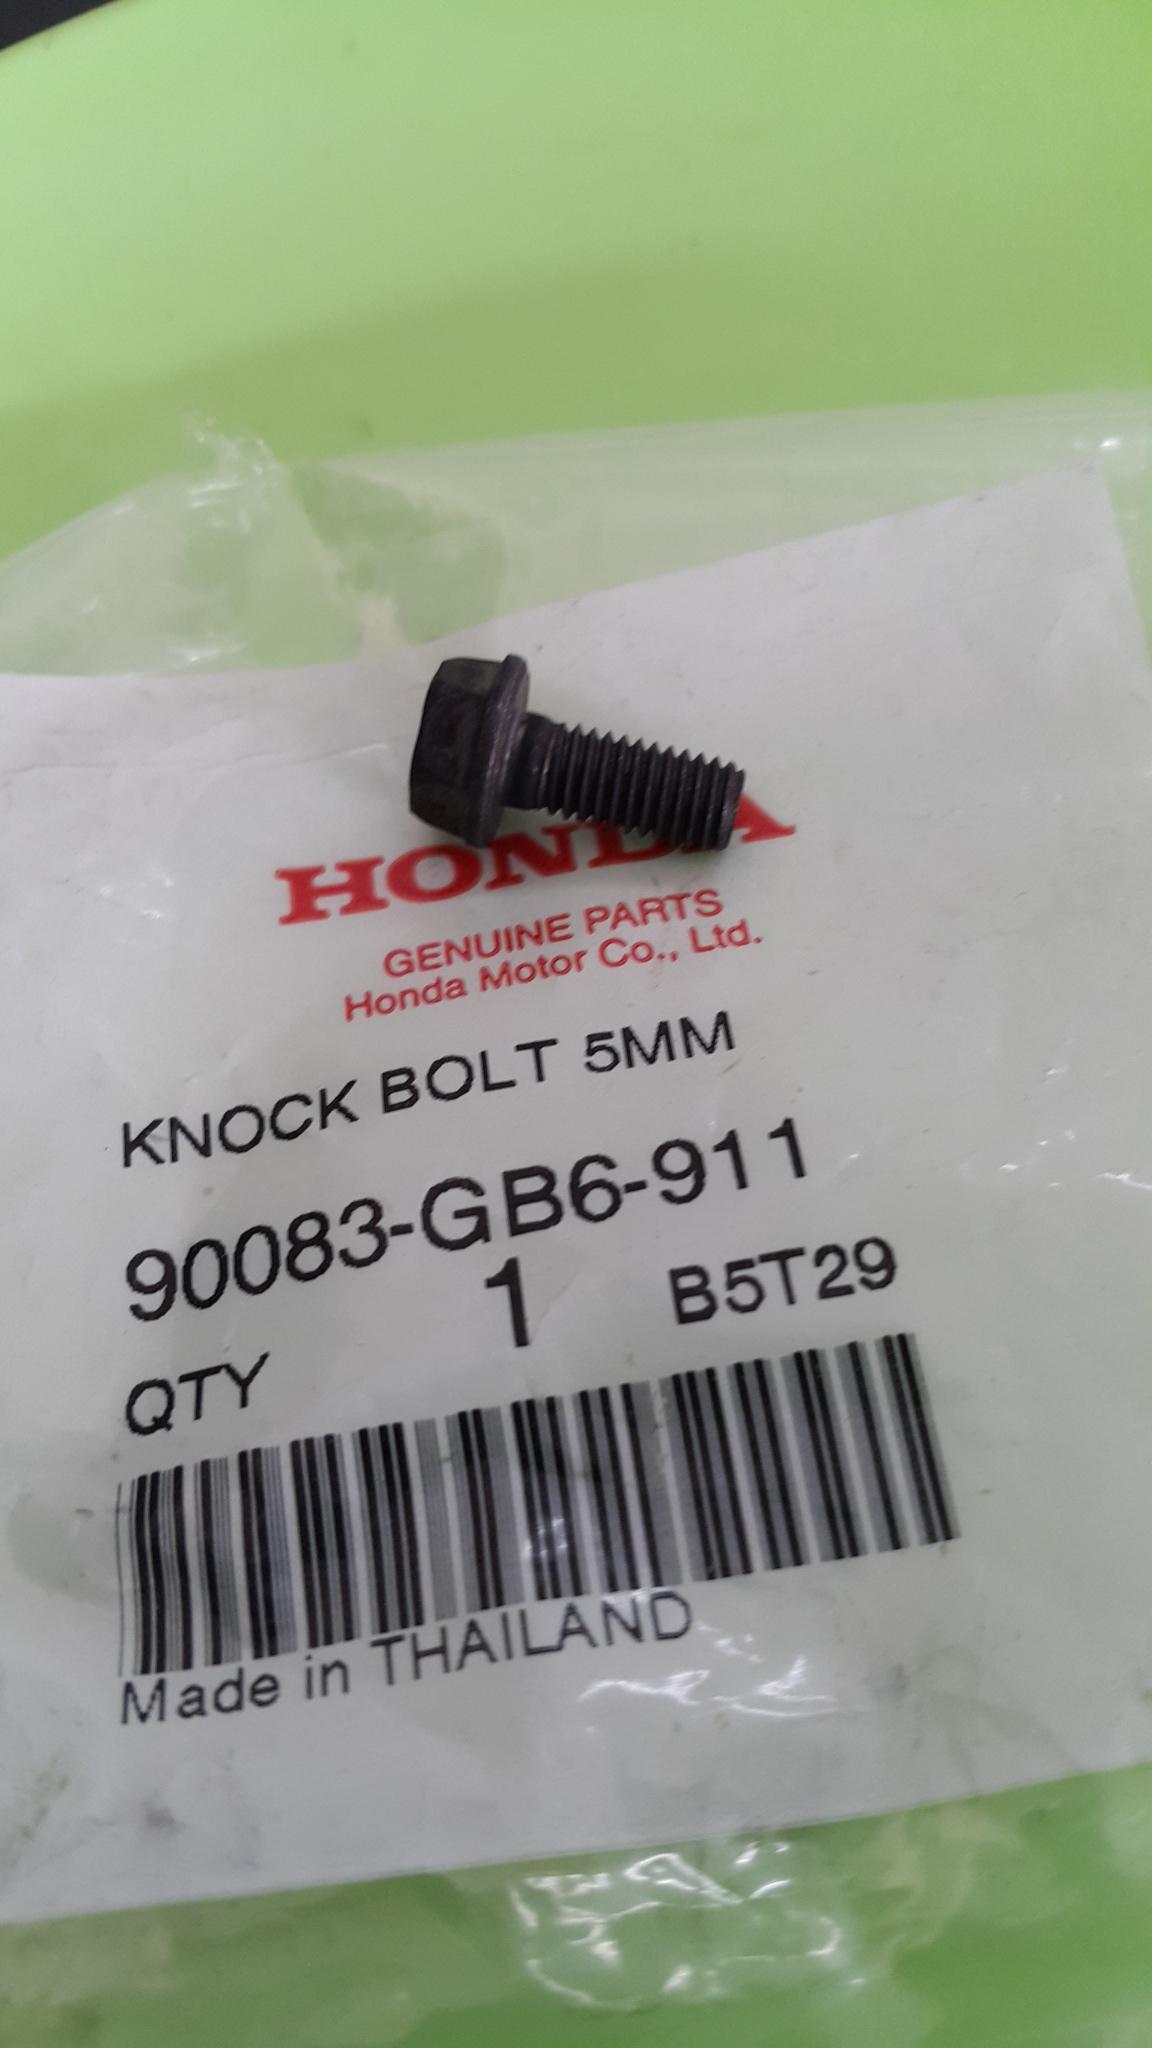 HONDA
GENUINE PARTS
Honda Motor Co., Ltd.
KNOCK BOLT 5MM
90083-GB6-911
1 B5T29
QTY
Made in THAILAND